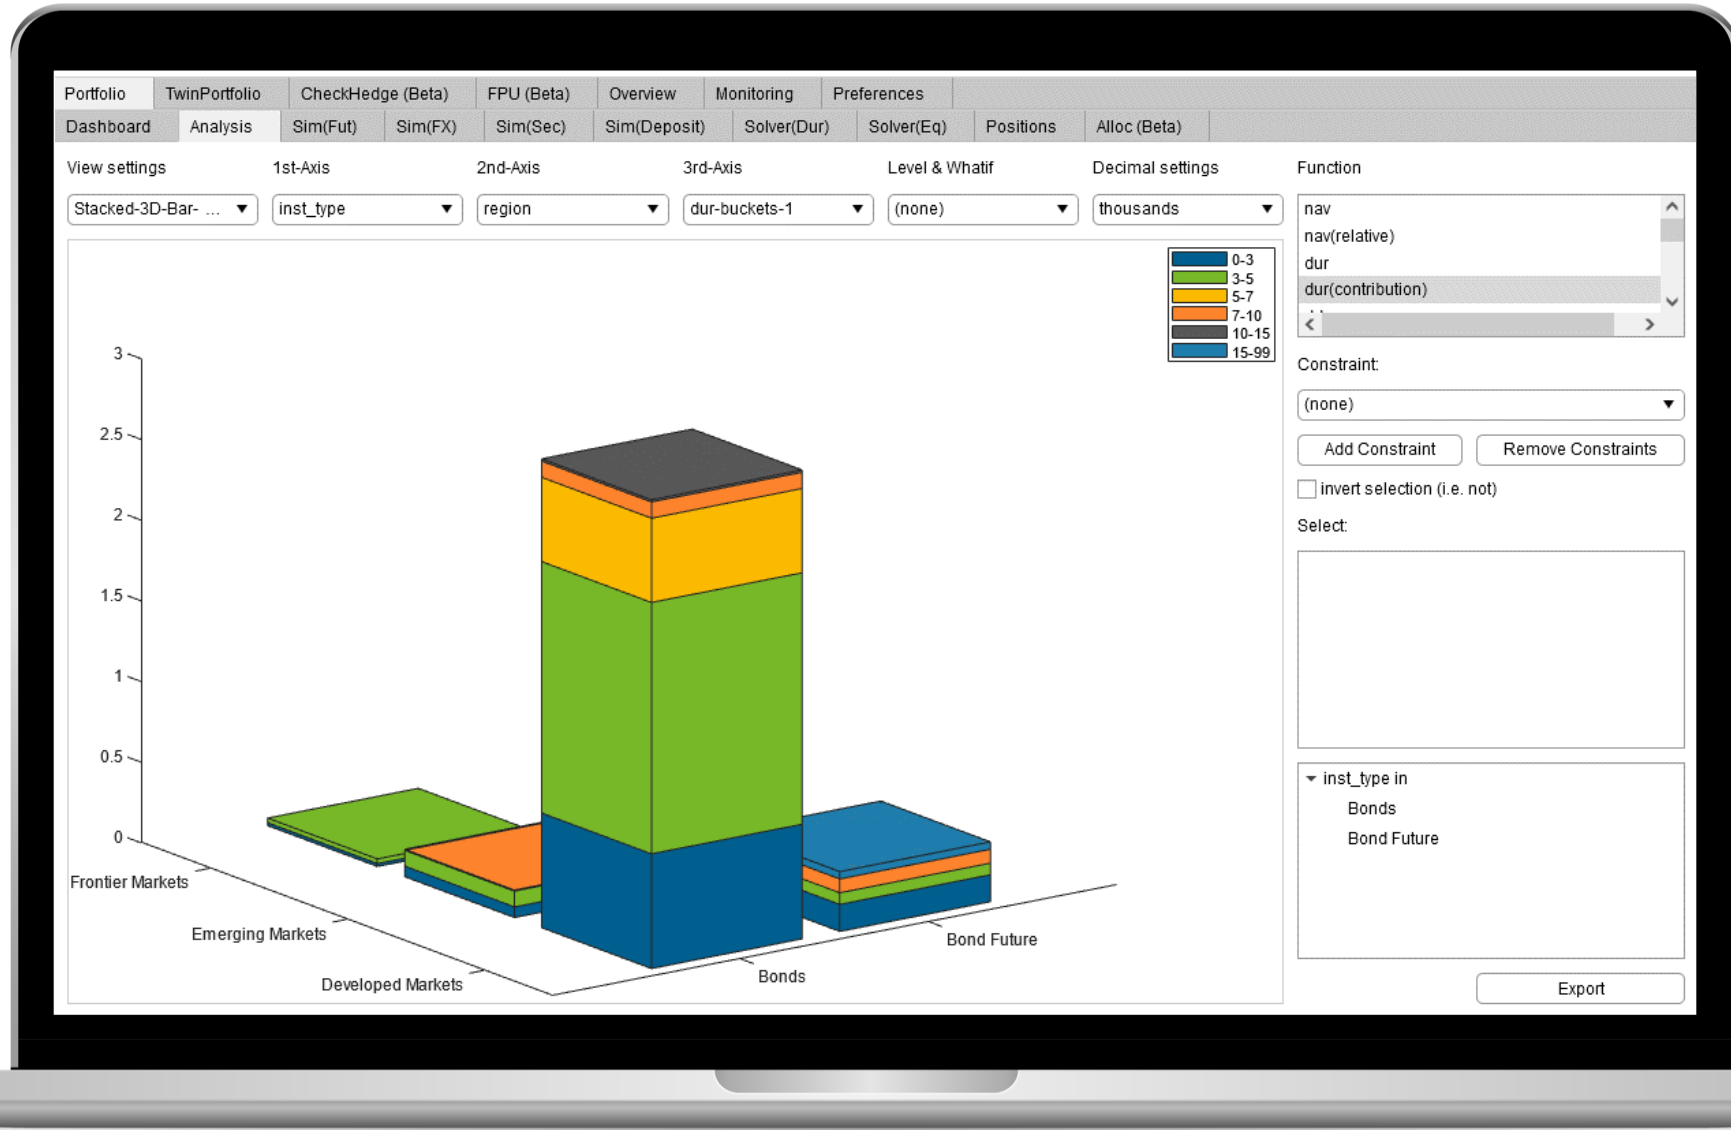 Portfolio TwinPortfolio CheckHedge (Beta) FPU (Beta) Overview Monitoring Preferences
Dashboard Analysis Sim(Fut) Sim(FX) Sim(Sec) Sim(Deposit) Solver(Dur) Solver(Eq) Positions Alloc (Beta)
View settings 1st-Axis 2nd-Axis 3rd-Axis Level & Whatif Decimal settings Function
Stacked-3D-Bar- ... inst_type region dur-buckets-1 (none) thousands
nav
nav(relative)
dur
dur(contribution)
0-3
3-5
5-7
7-10
10-15
15-99
Constraint:
(none)
Add Constraint Remove Constraints
invert selection (i.e. not)
Select:
3
2.5
2
1.5
1
0.5
0
Frontier Markets
Emerging Markets
Developed Markets
Bonds
Bond Future
inst_type in
Bonds
Bond Future
Export